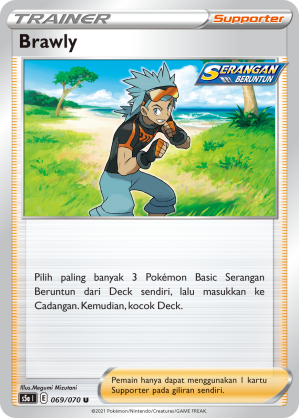 TRAINER Supporter
Brawly
SERANGAN
BERUNTUN
Pilih paling banyak 3 Pokémon Basic Serangan
Beruntun dari Deck sendiri, lalu masukkan ke
Cadangan. Kemudian, kocok Deck.
Illus.Megumi Mizutani
s5a I E 069/070 U
Pemain hanya dapat menggunakan 1 kartu
Supporter pada giliran sendiri.
©2021 Pokémon/Nintendo/Creatures/GAME FREAK.